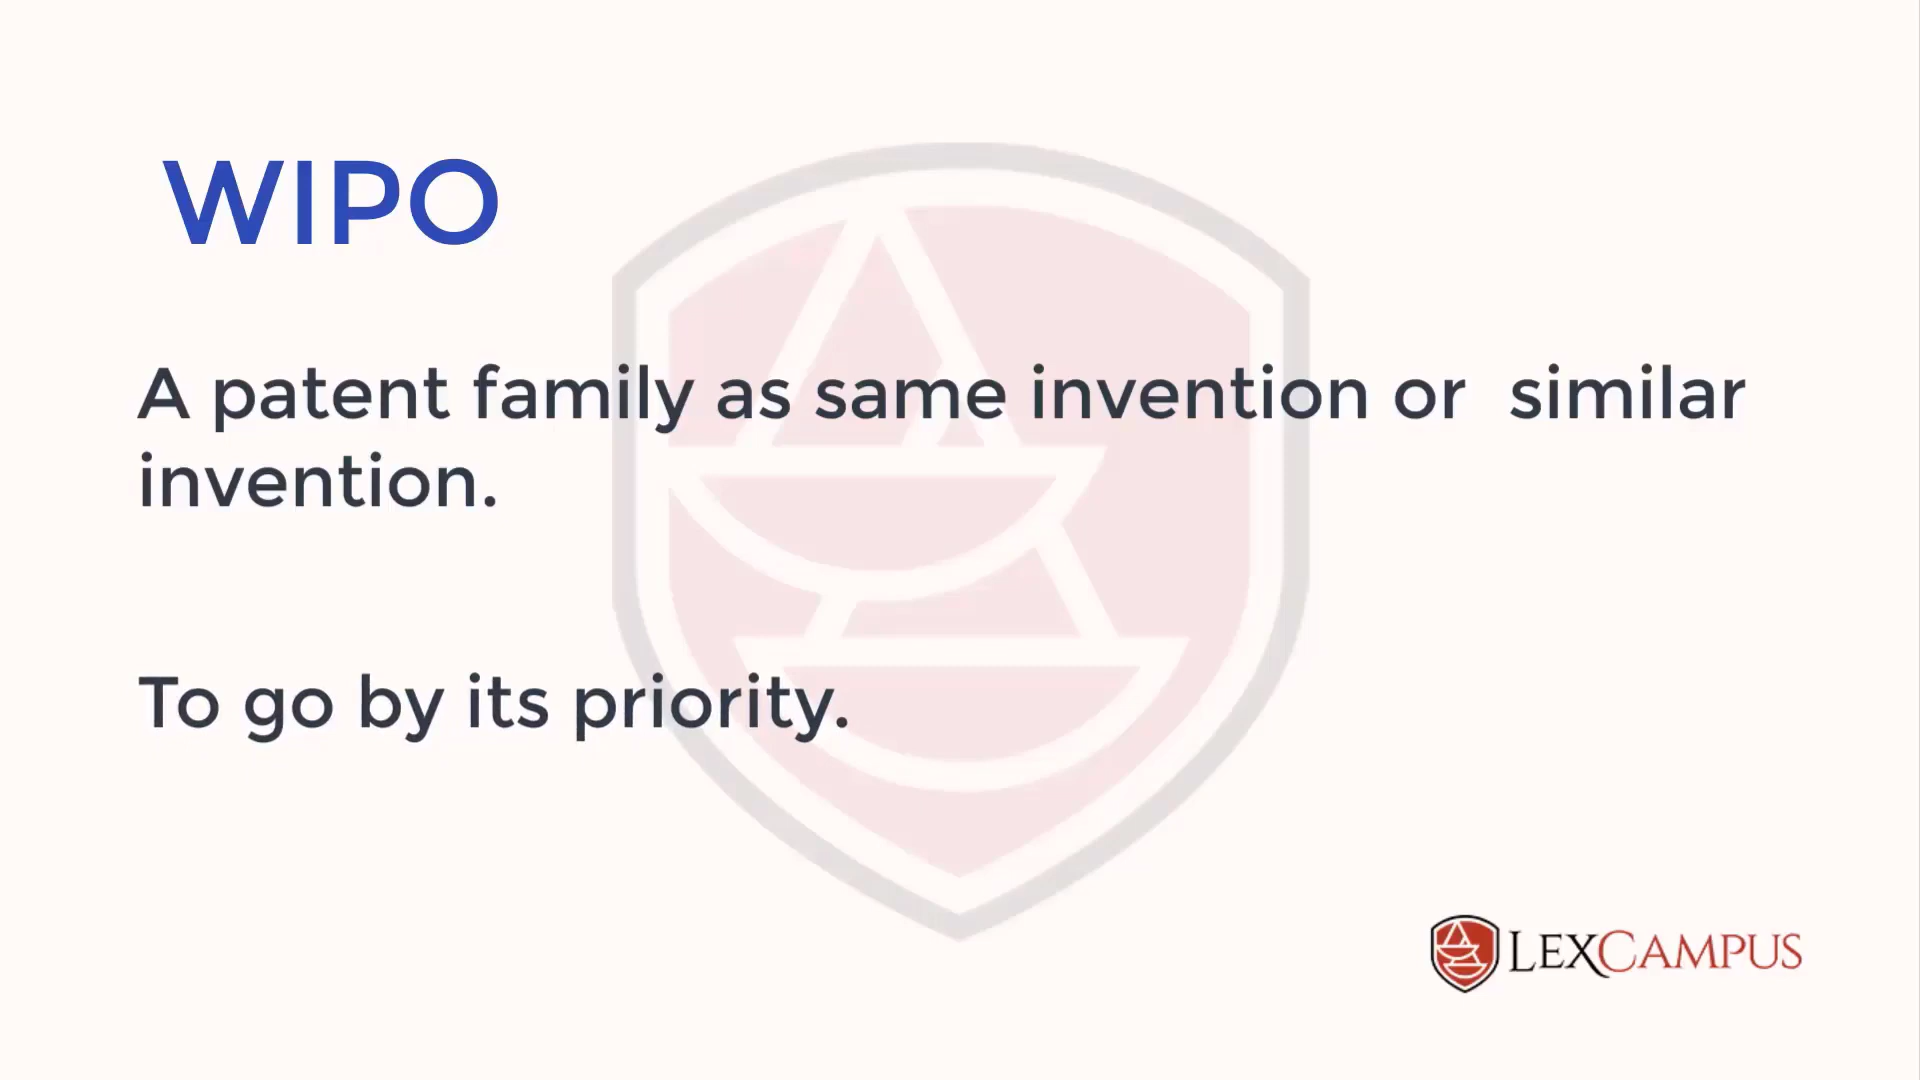 WIPO
A patent family as same invention or similar
invention.
To go by its priority.
LEXCAMPUS